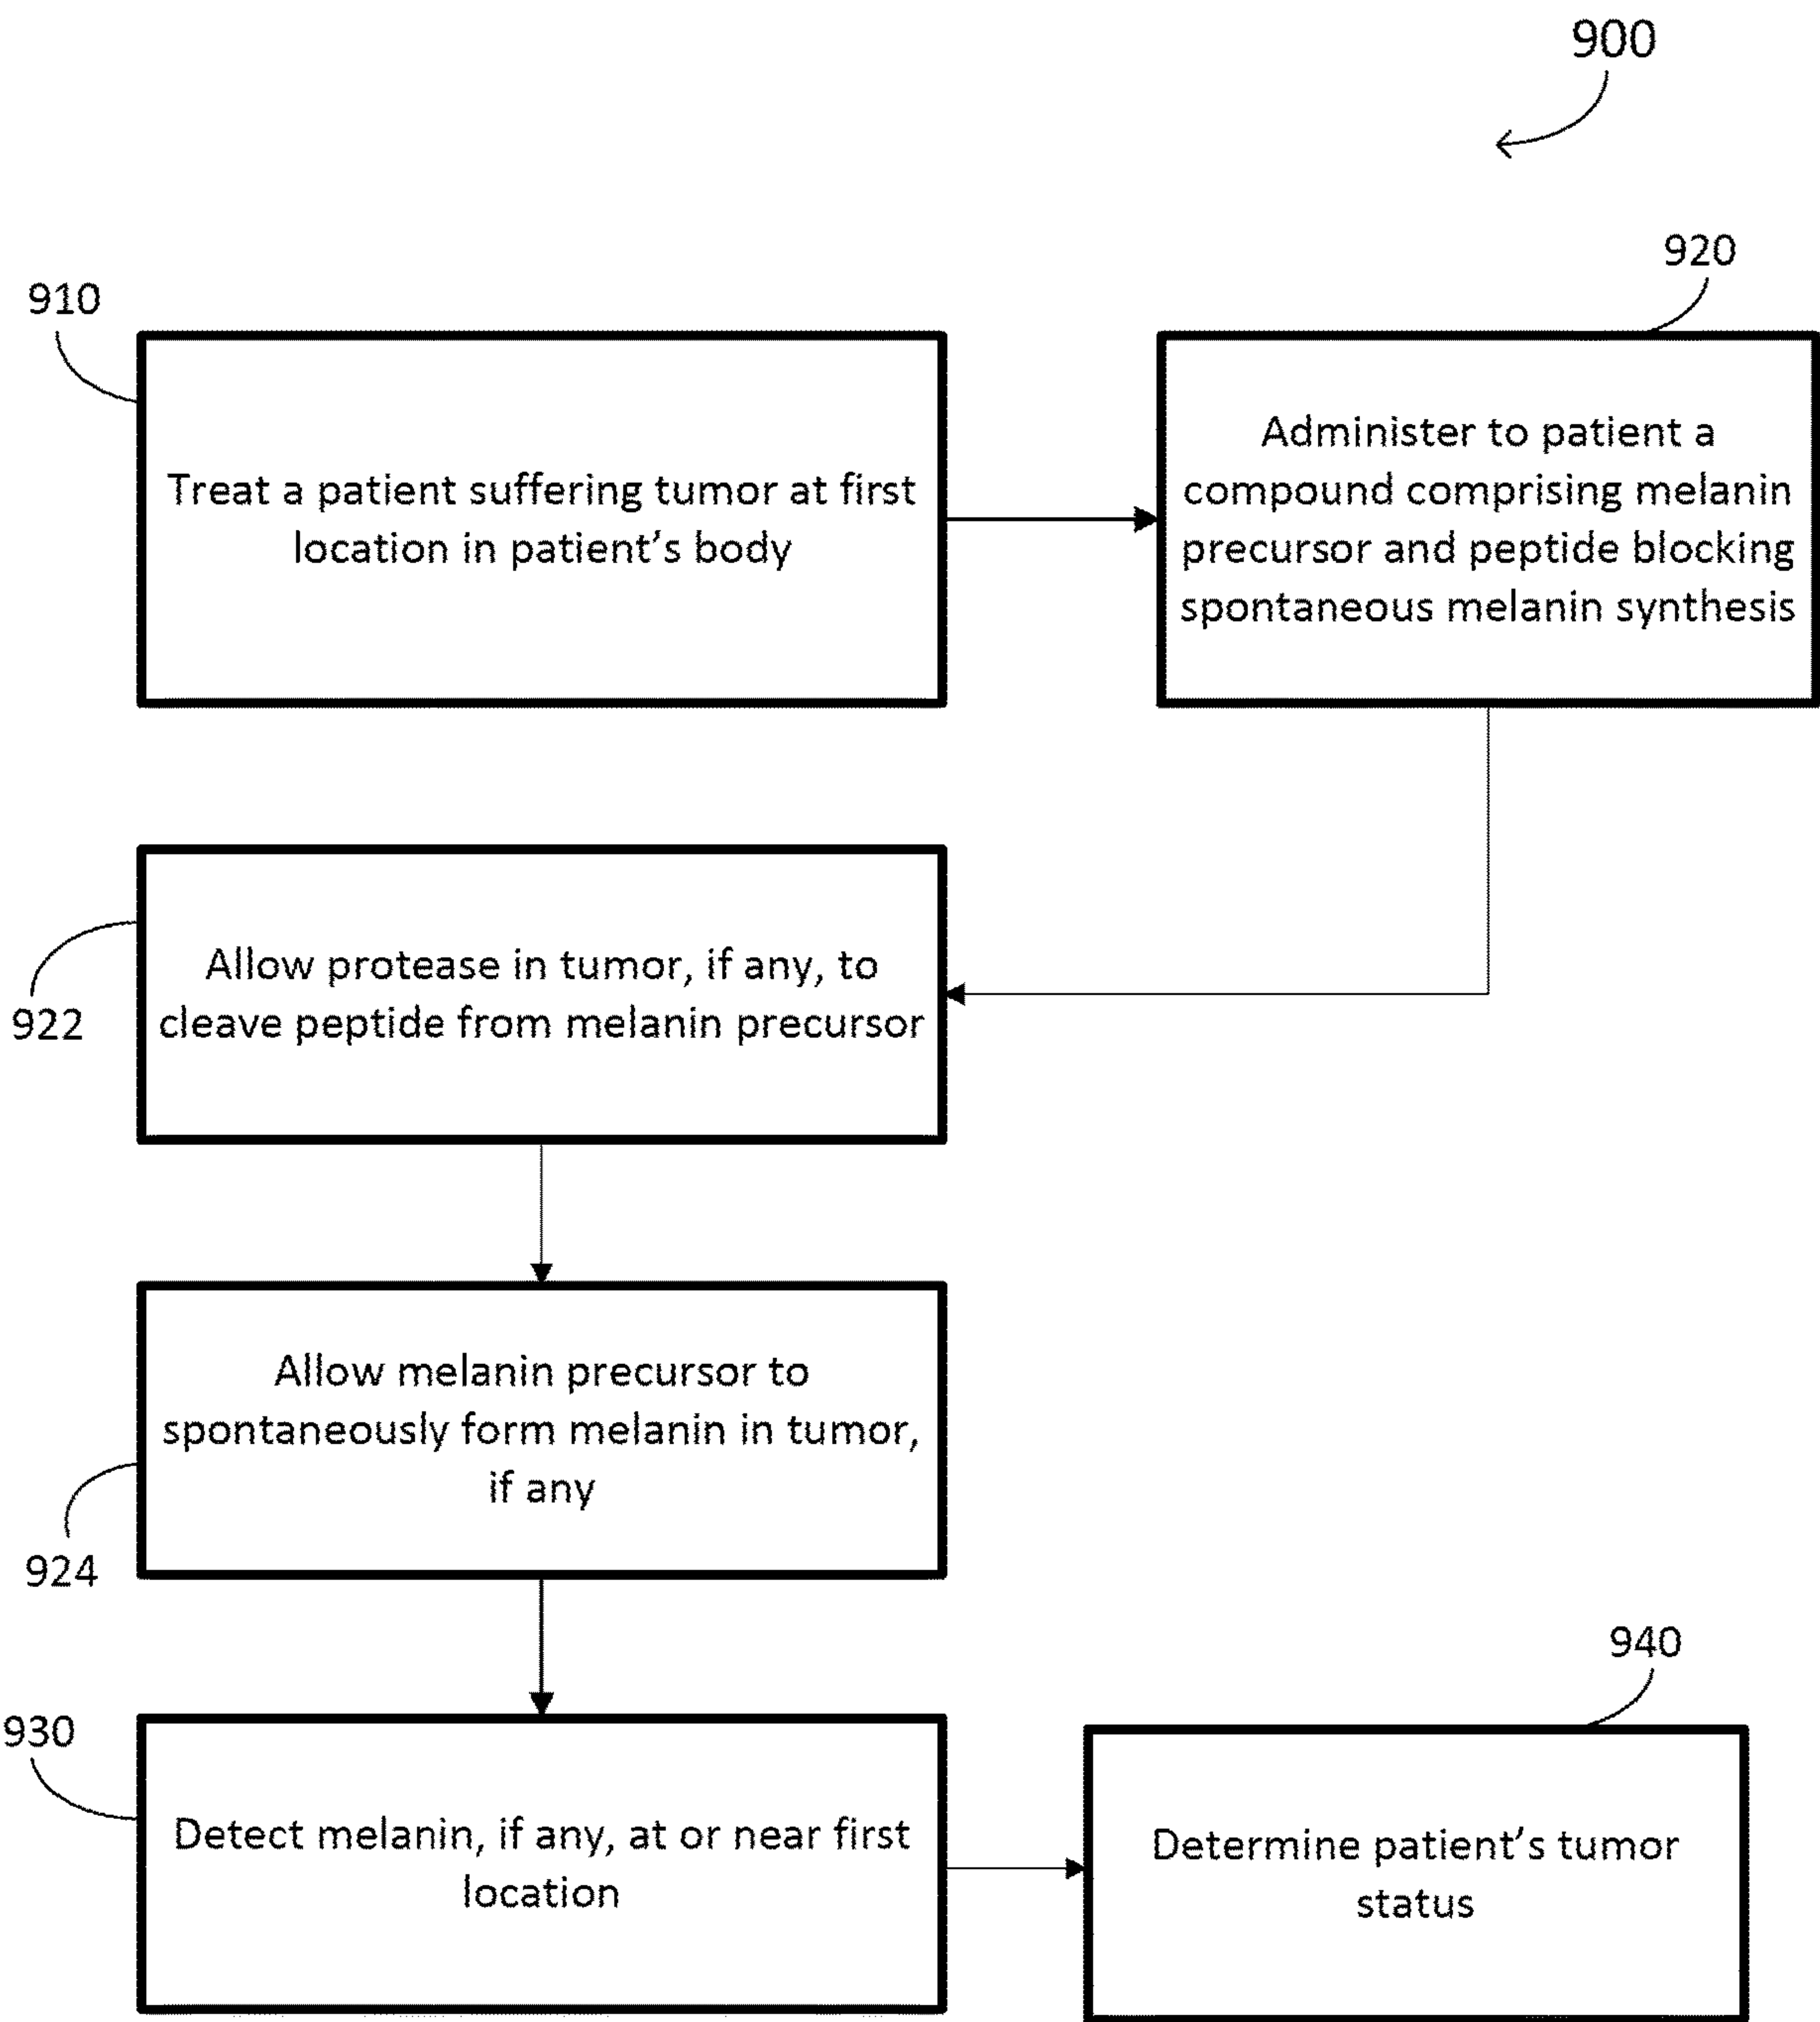 900
910
Treat a patient suffering tumor at first
location in patient's body
920
Administer to patient a
compound comprising melanin
precursor and peptide blocking
spontaneous melanin synthesis
922
Allow protease in tumor, if any, to
cleave peptide from melanin precursor
924
Allow melanin precursor to
spontaneously form melanin in tumor,
if any
930
Detect melanin, if any, at or near first
location
940
Determine patient's tumor
status